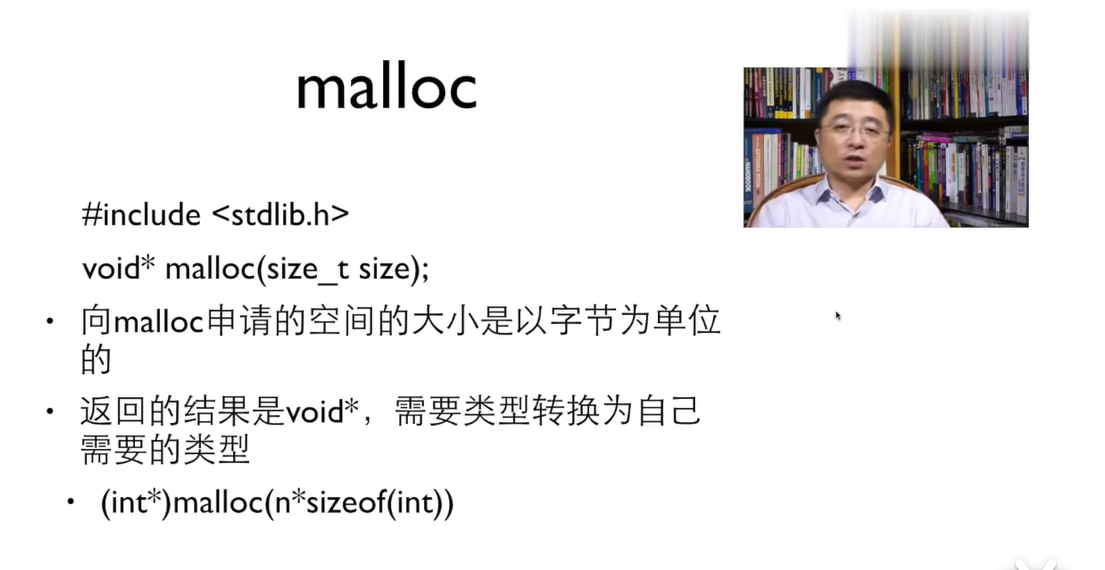 malloc
#include <stdlib.h>
void* malloc(size_t size);
• 向malloc申请的空间的大小是以字节为单位
的
• 返回的结果是void*，需要类型转换为自己
需要的类型
• (int*)malloc(n*sizeof(int))